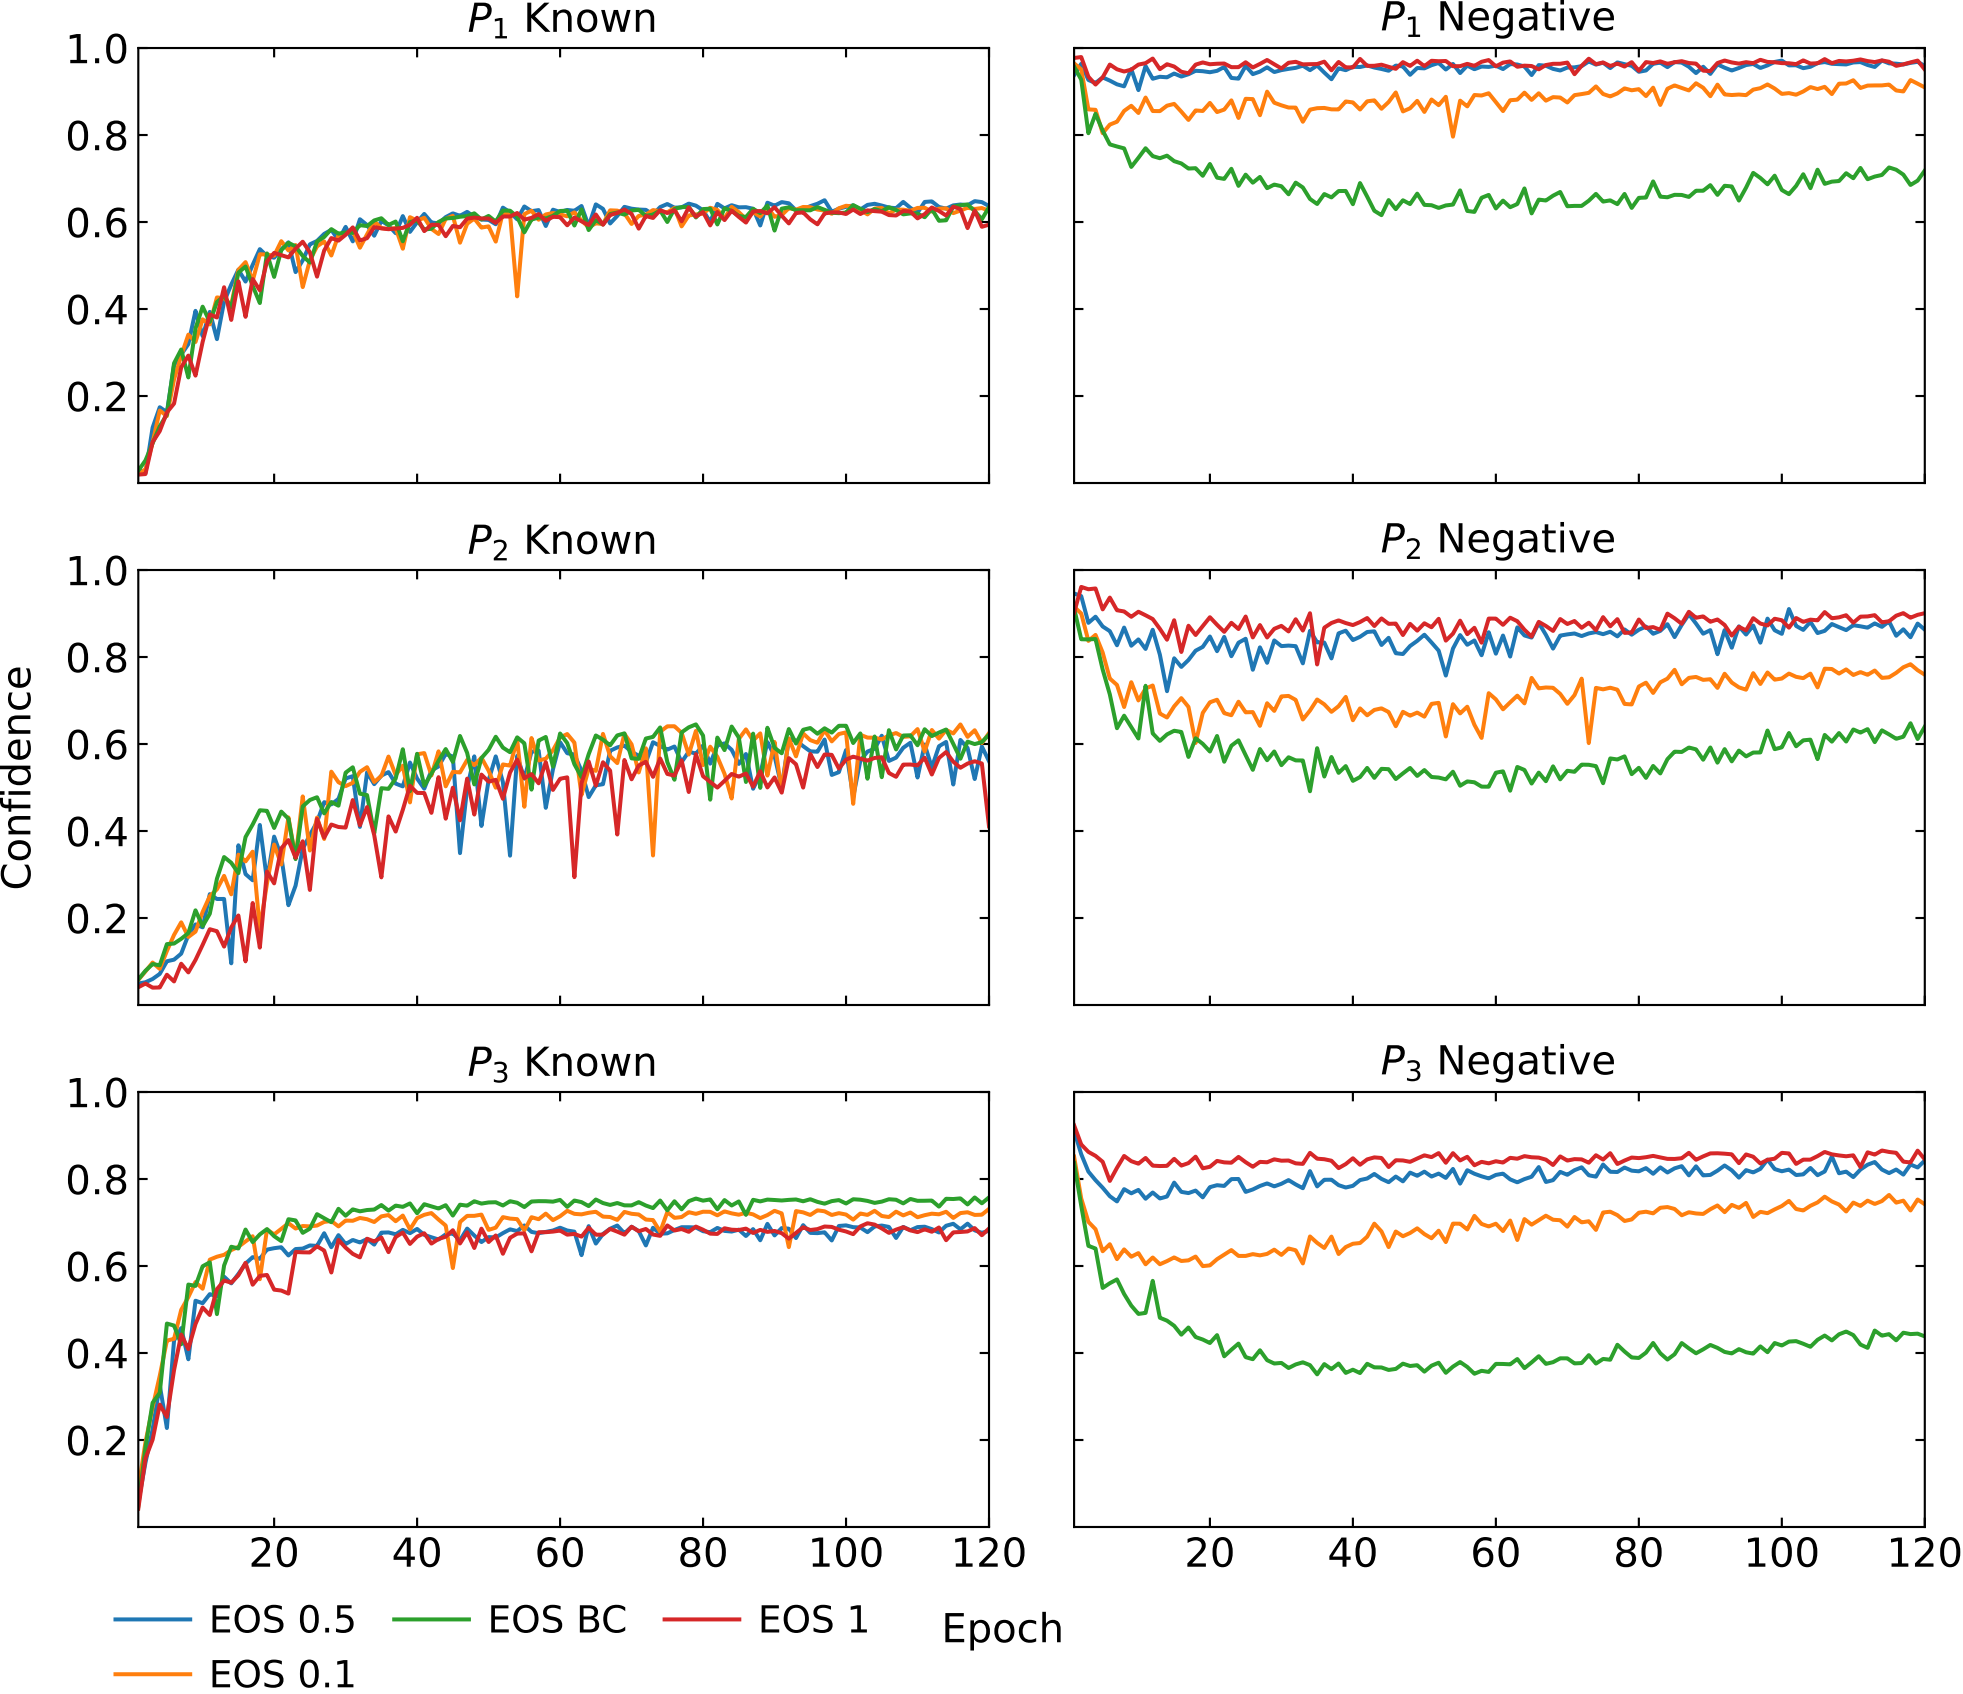 P1 Known
P1 Negative
1.0
0.8
0.6
0.4
0.2
P2 Known
P2 Negative
1.0
0.8
0.6
0.4
0.2
Confidence
P3 Known
P3 Negative
1.0
0.8
0.6
0.4
0.2
20 40 60 80 100 120
20 40 60 80 100 120
EOS 0.5 EOS BC EOS 1
EOS 0.1
Epoch